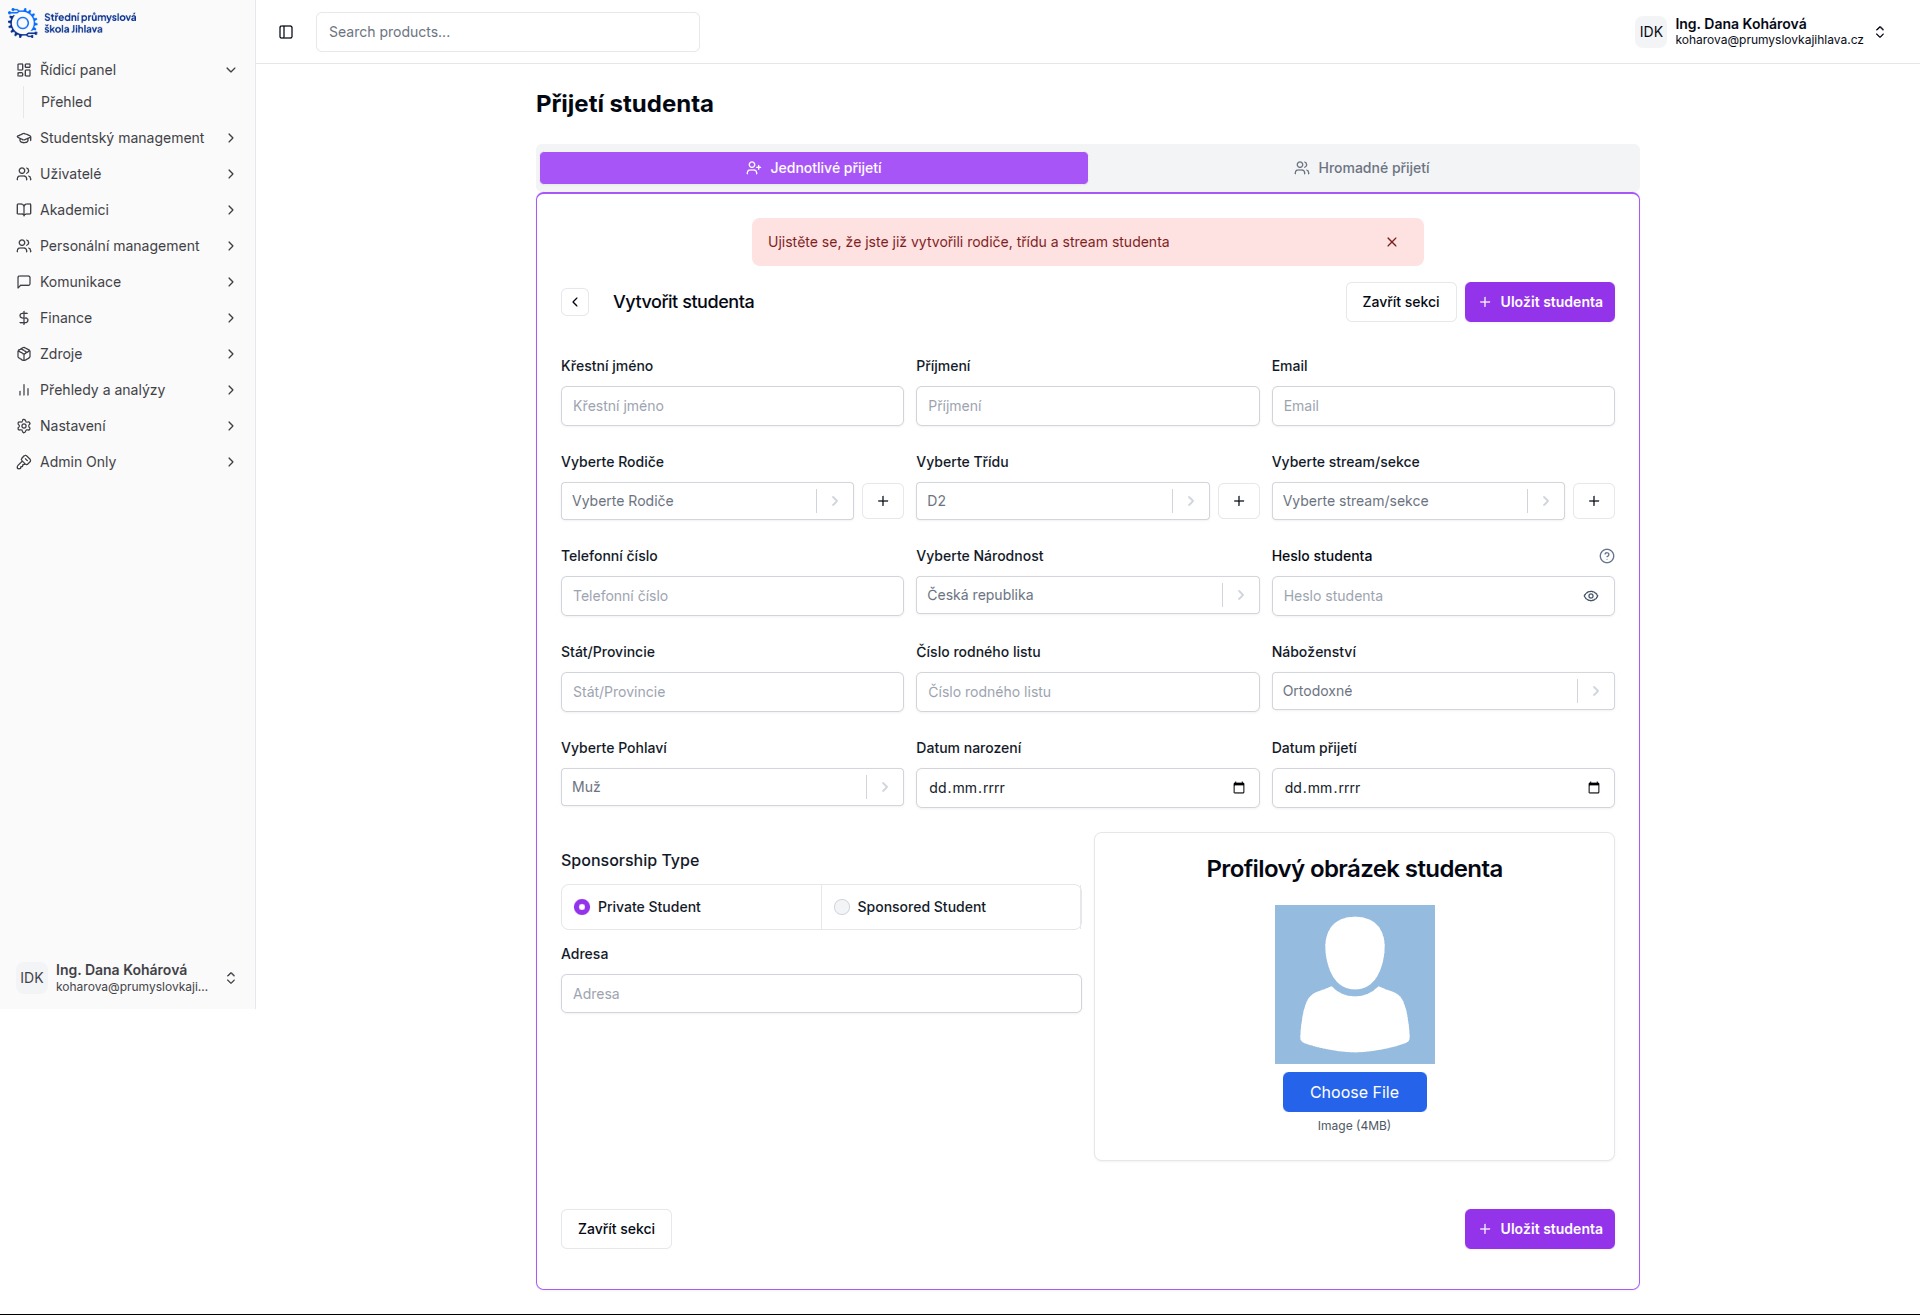 Střední průmyslová
škola Jihlava
Řídicí panel
Přehled
Studentský management
Uživatelé
Akademici
Personální management
Komunikace
Finance
Zdroje
Přehledy a analýzy
Nastavení
Admin Only
IDK
Ing. Dana Kohárová
koharova@prumyslovkaji...
Search products...
IDK
Ing. Dana Kohárová
koharova@prumyslovkajihlava.cz
Přijetí studenta
Jednotlivé přijetí
Hromadné přijetí
Ujistěte se, že jste již vytvořili rodiče, třídu a stream studenta
Vytvořit studenta
Zavřít sekci
Uložit studenta
Křestní jméno
Příjmení
Email
Křestní jméno
Příjmení
Email
Vyberte Rodiče
Vyberte Třídu
Vyberte stream/sekce
Vyberte Rodiče
D2
Vyberte stream/sekce
Telefonní číslo
Vyberte Národnost
Heslo studenta
Telefonní číslo
Česká republika
Heslo studenta
Stát/Provincie
Číslo rodného listu
Náboženství
Stát/Provincie
Číslo rodného listu
Ortodoxné
Vyberte Pohlaví
Datum narození
Datum přijetí
Muž
dd.mm.rrrr
dd.mm.rrrr
Sponsorship Type
Private Student
Sponsored Student
Adresa
Adresa
Profilový obrázek studenta
Choose File
Image (4MB)
Zavřít sekci
Uložit studenta